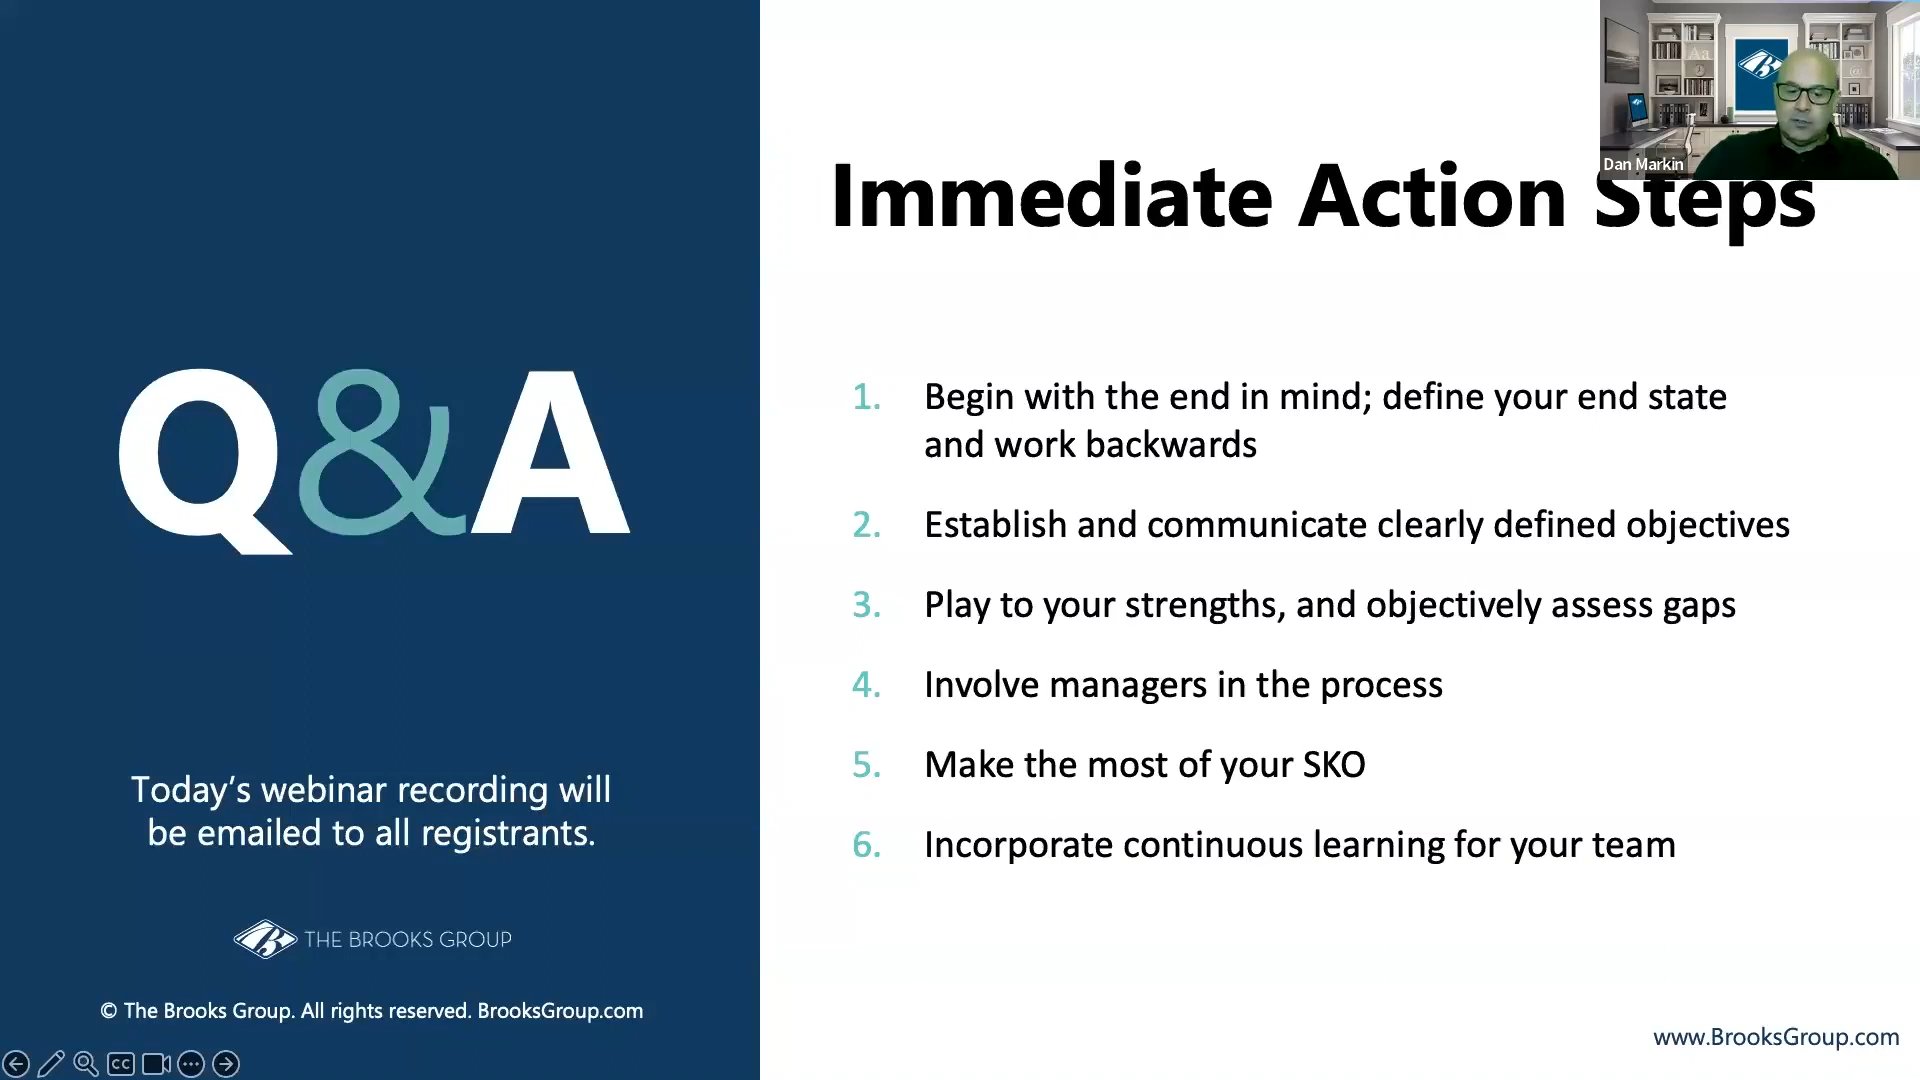 Q&A
Today's webinar recording will
be emailed to all registrants.
THE BROOKS GROUP
© The Brooks Group. All rights reserved. BrooksGroup.com
CC
Dan Markin
Immediate Action Steps
1. Begin with the end in mind; define your end state
and work backwards
2. Establish and communicate clearly defined objectives
3. Play to your strengths, and objectively assess gaps
4. Involve managers in the process
5. Make the most of your SKO
6. Incorporate continuous learning for your team
www.BrooksGroup.com